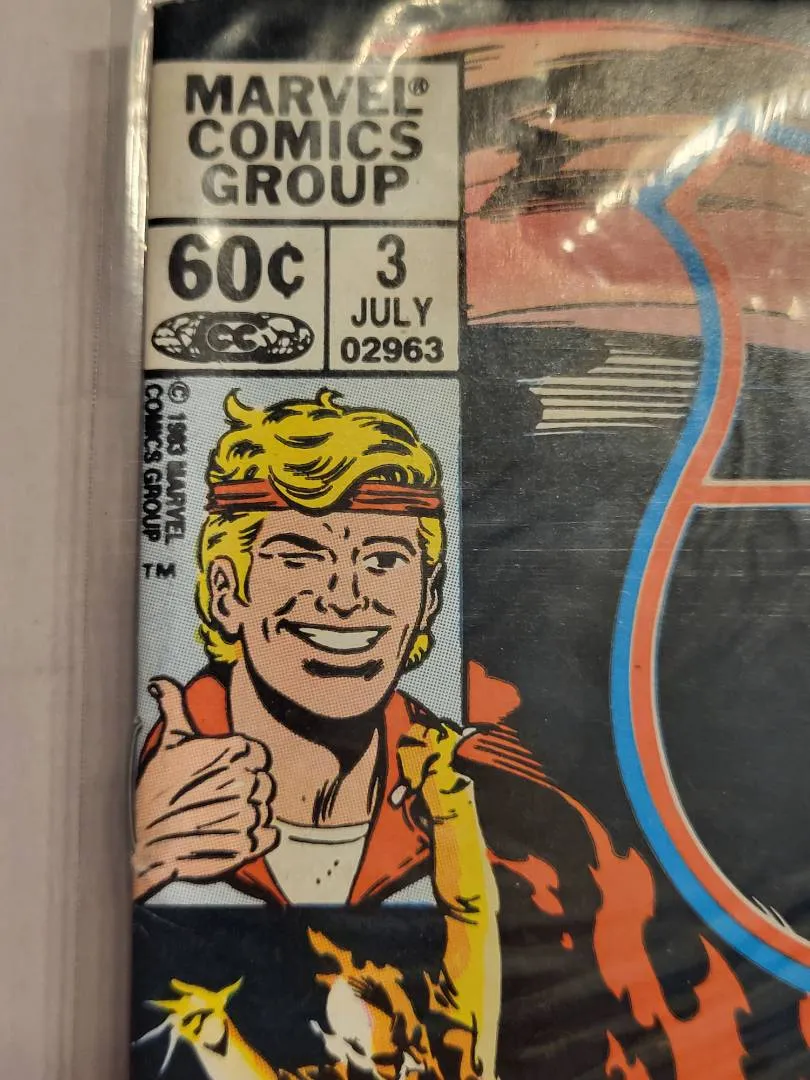 MARVEL®
COMICS
GROUP
60¢
CC
3
JULY
02963
© 1983 MARVEL
COMICS GROUP
TM